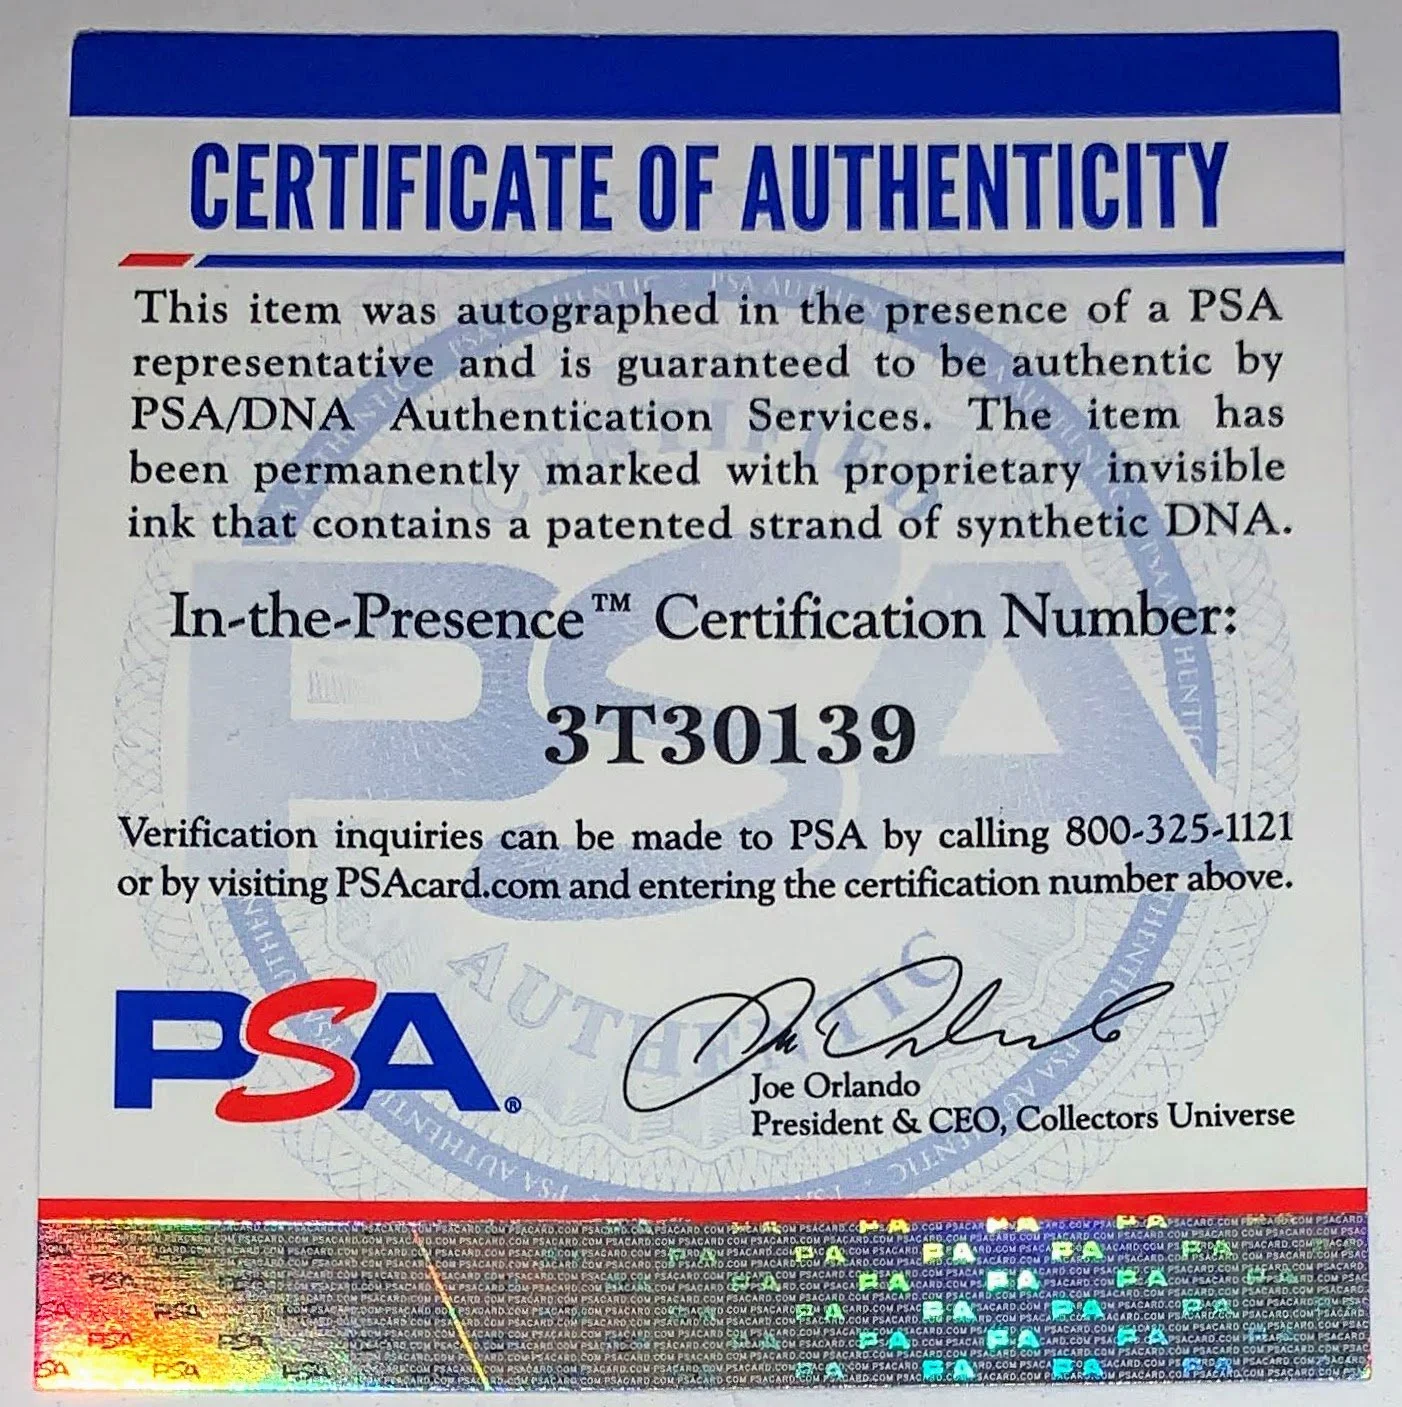 CERTIFICATE OF AUTHENTICITY
This item was autographed in the presence of a PSA
representative and is guaranteed to be authentic by
PSA/DNA Authentication Services. The item has
been permanently marked with proprietary invisible
ink that contains a patented strand of synthetic DNA.
In-the-Presence™ Certification Number:
3T30139
Verification inquiries can be made to PSA by calling 800-325-1121
or by visiting PSAcard.com and entering the certification number above.
PSA®
Joe Orlando
President & CEO, Collectors Universe